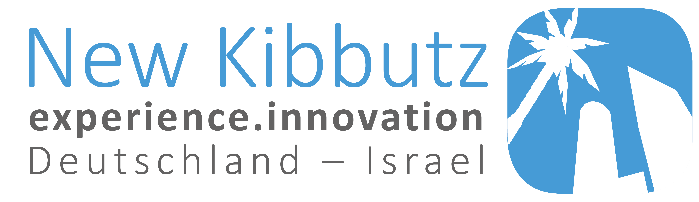 New Kibbutz
experience.innovation
Deutschland – Israel